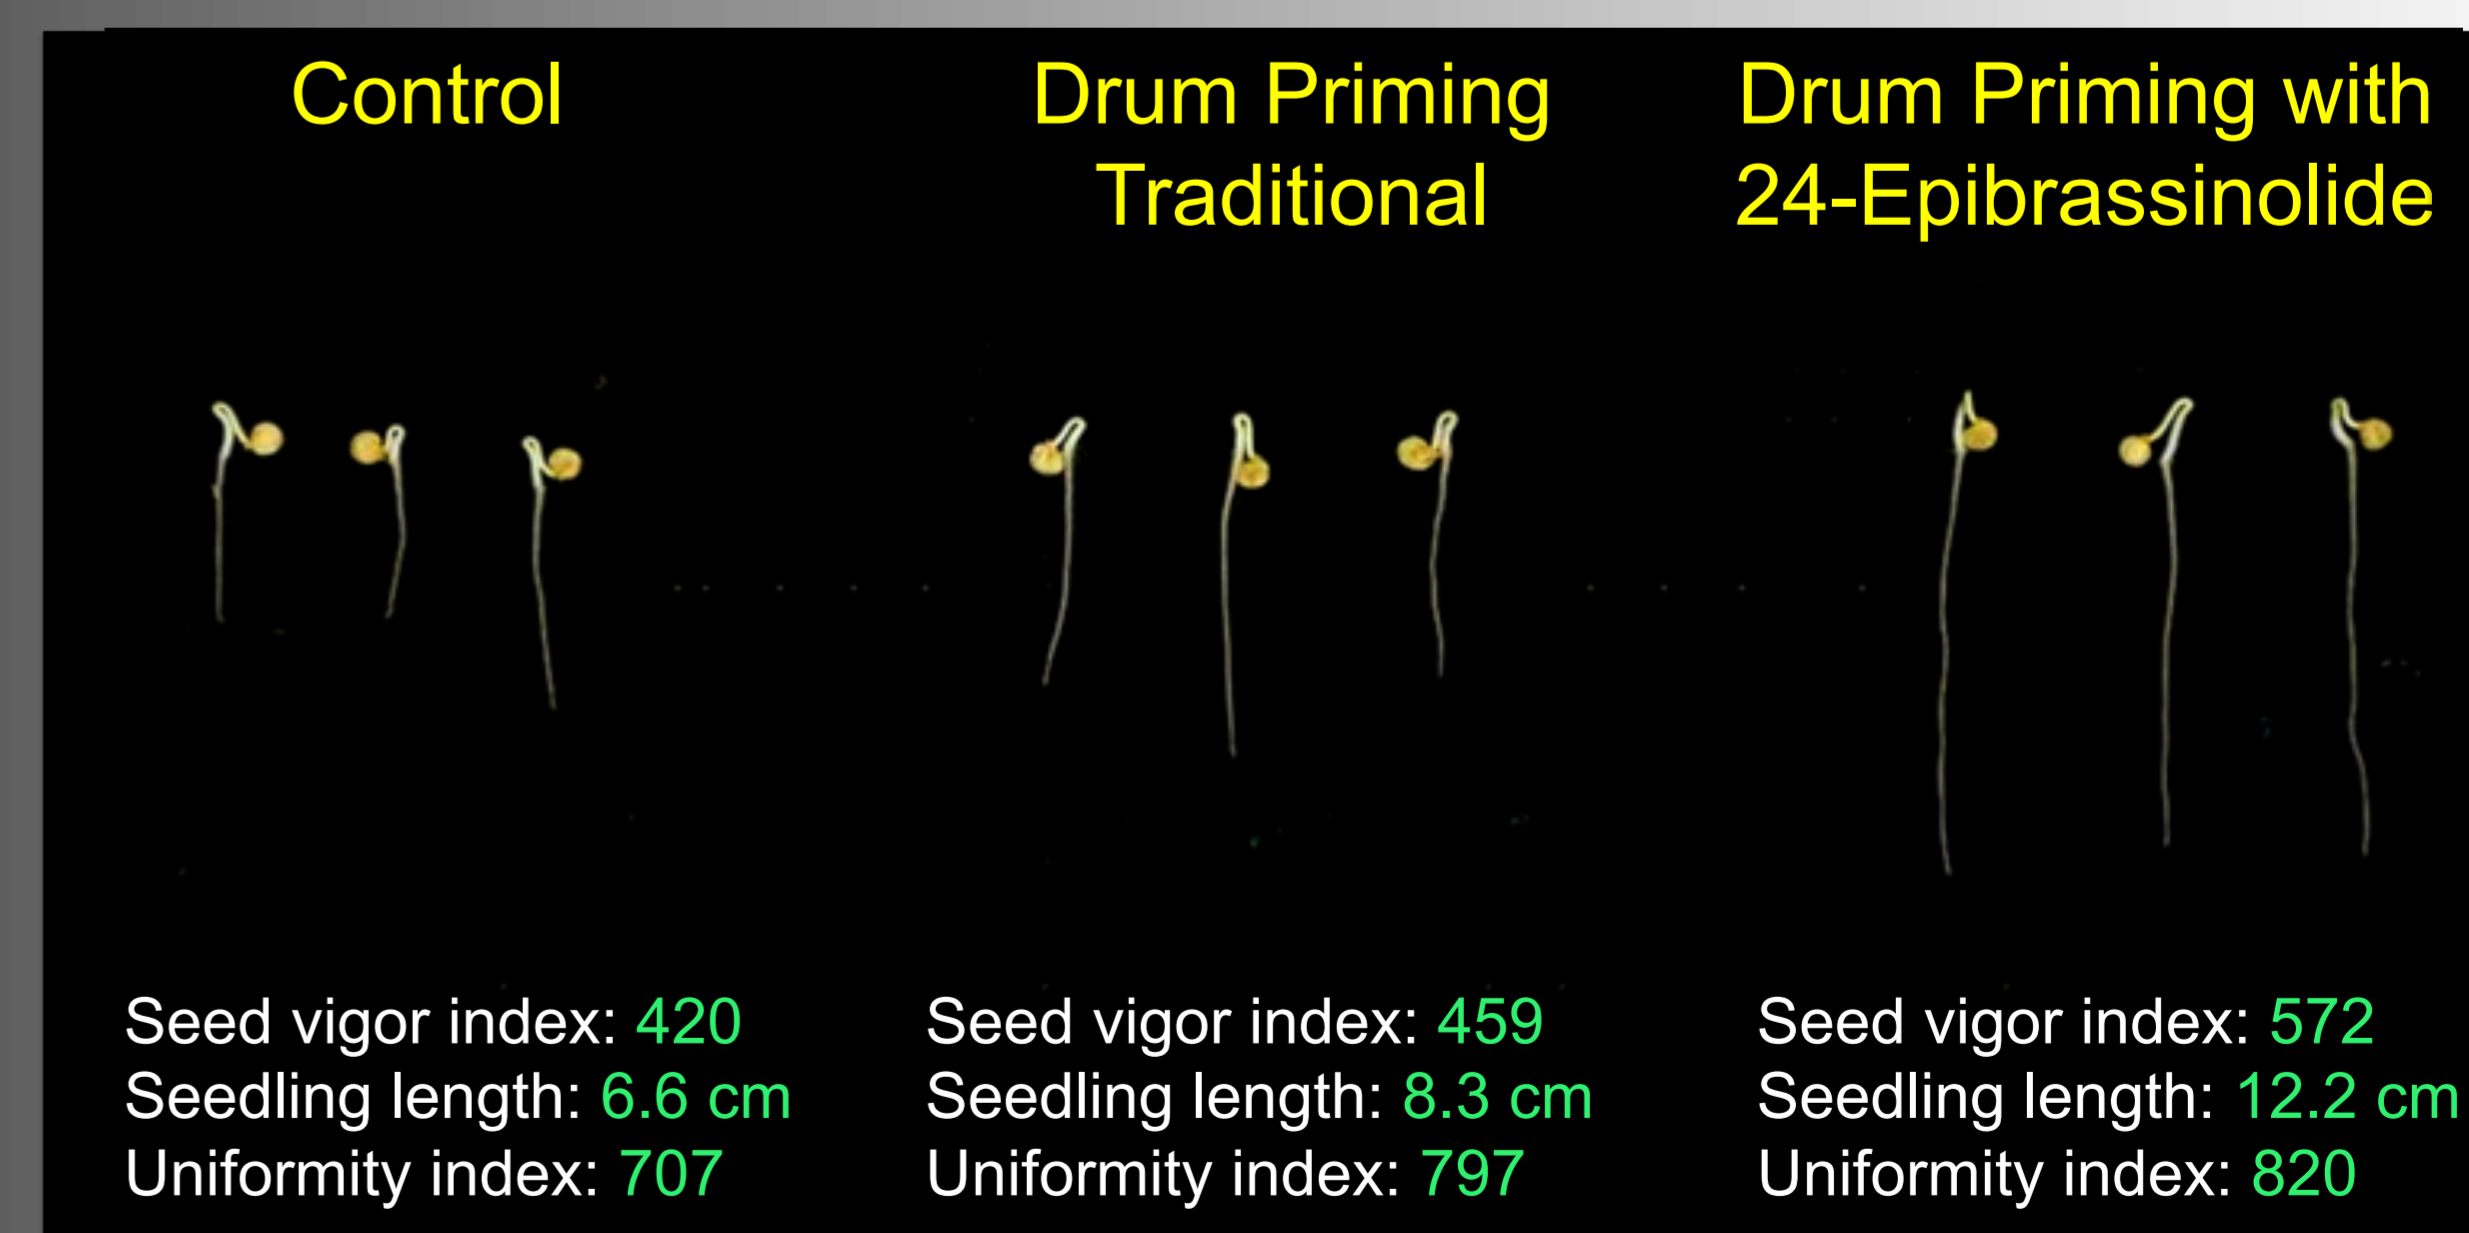 Control
Drum Priming
Traditional
Drum Priming with
24-Epibrassinolide
Seed vigor index: 420
Seedling length: 6.6 cm
Uniformity index: 707
Seed vigor index: 459
Seedling length: 8.3 cm
Uniformity index: 797
Seed vigor index: 572
Seedling length: 12.2 cm
Uniformity index: 820